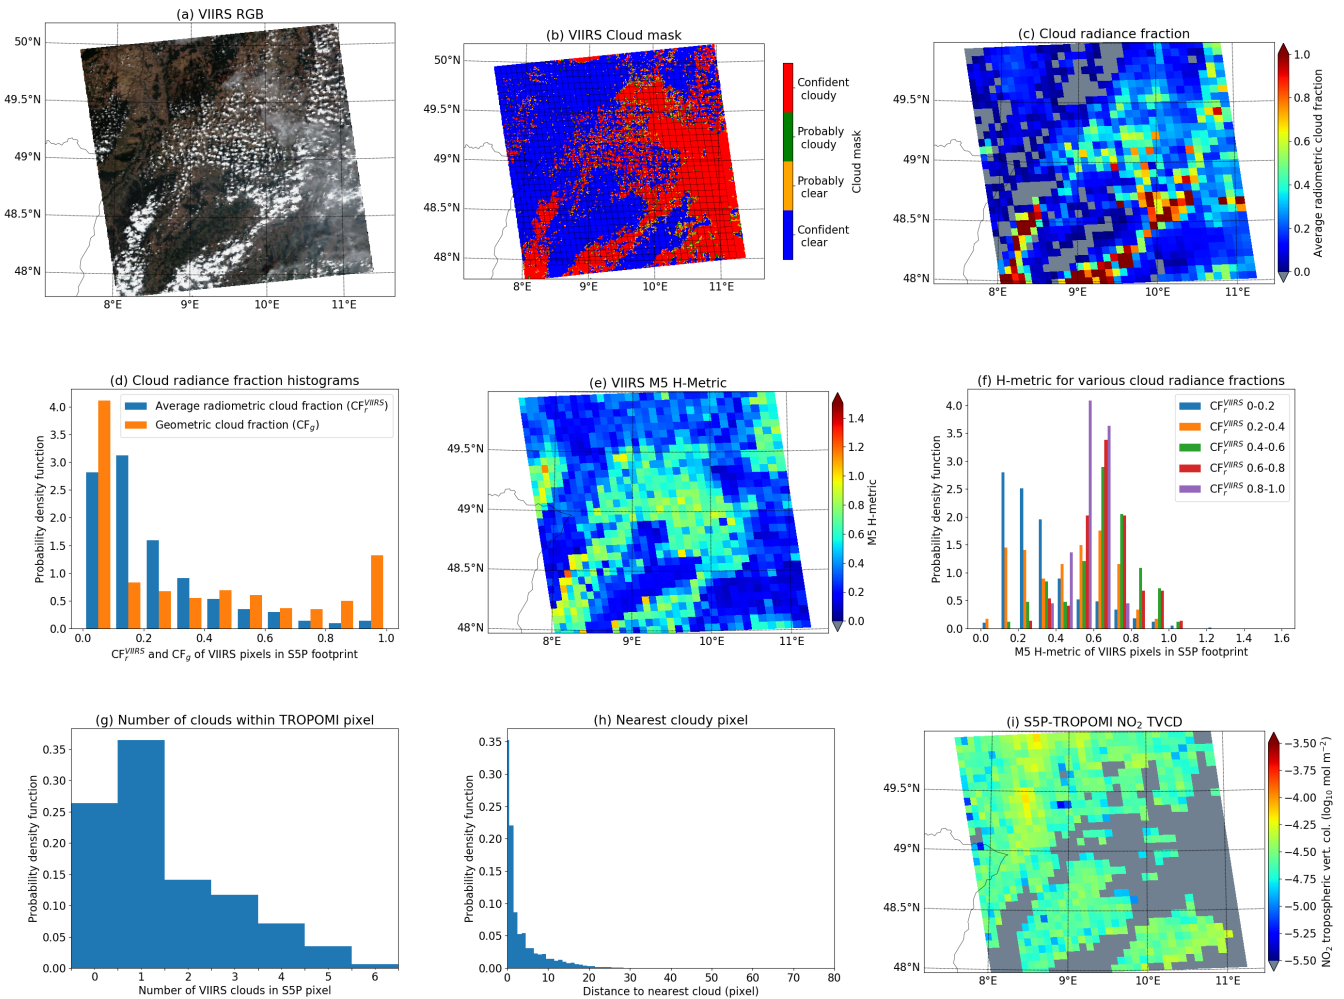 (a) VIIRS RGB
50°N
49.5°N
49°N
48.5°N
48°N
8°E 9°E 10°E 11°E
(b) VIIRS Cloud mask
50°N
49.5°N
49°N
48.5°N
48°N
8°E 9°E 10°E 11°E
Confident cloudy
Probably cloudy
Probably clear
Confident clear
Cloud mask
(c) Cloud radiance fraction
49.5°N
49°N
48.5°N
48°N
8°E 9°E 10°E 11°E
1.0
0.8
0.6
0.4
0.2
0.0
Average radiometric cloud fraction
(d) Cloud radiance fraction histograms
Average radiometric cloud fraction (CF_r^VIIRS)
Geometric cloud fraction (CF_g)
4.0
3.5
3.0
2.5
2.0
1.5
1.0
0.5
0.0
Probability density function
0.0 0.2 0.4 0.6 0.8 1.0
CF_r^VIIRS and CF_g of VIIRS pixels in S5P footprint
(e) VIIRS M5 H-Metric
49.5°N
49°N
48.5°N
48°N
8°E 9°E 10°E 11°E
1.4
1.2
1.0
0.8
0.6
0.4
0.2
0.0
M5 H-metric
(f) H-metric for various cloud radiance fractions
CF_r^VIIRS 0-0.2
CF_r^VIIRS 0.2-0.4
CF_r^VIIRS 0.4-0.6
CF_r^VIIRS 0.6-0.8
CF_r^VIIRS 0.8-1.0
4.0
3.5
3.0
2.5
2.0
1.5
1.0
0.5
0.0
Probability density function
0.0 0.2 0.4 0.6 0.8 1.0 1.2 1.4 1.6
M5 H-metric of VIIRS pixels in S5P footprint
(g) Number of clouds within TROPOMI pixel
0.35
0.30
0.25
0.20
0.15
0.10
0.05
0.00
Probability density function
0 1 2 3 4 5 6
Number of VIIRS clouds in S5P pixel
(h) Nearest cloudy pixel
0.35
0.30
0.25
0.20
0.15
0.10
0.05
0.00
Probability density function
0 10 20 30 40 50 60 70 80
Distance to nearest cloud (pixel)
(i) S5P-TROPOMI NO₂ TVCD
49.5°N
49°N
48.5°N
48°N
8°E 9°E 10°E 11°E
−3.50
−3.75
−4.00
−4.25
−4.50
−4.75
−5.00
−5.25
−5.50
NO₂ tropospheric vert. col. (log₁₀ mol m⁻²)